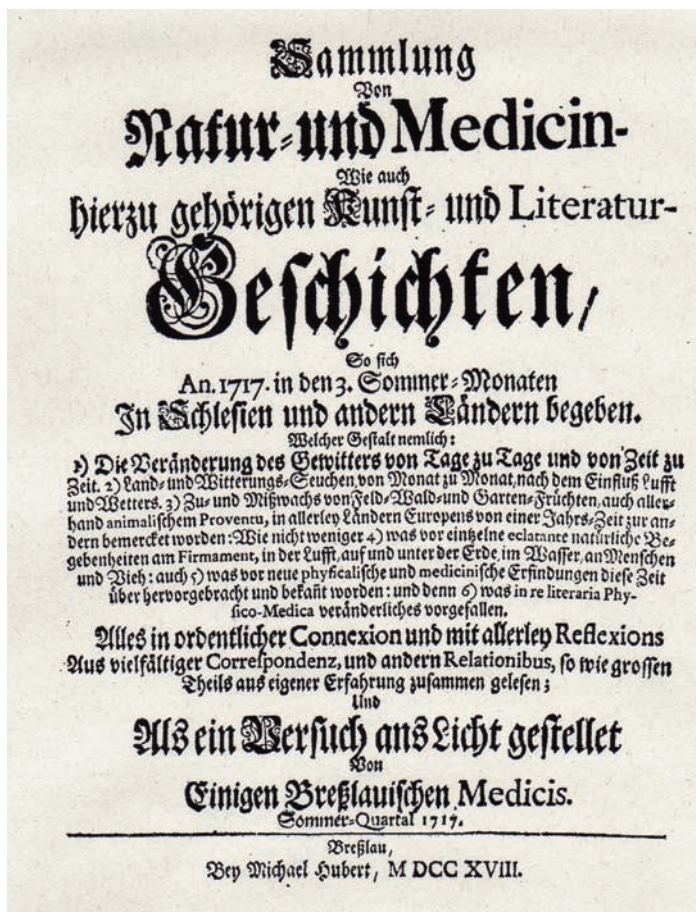 Sammlung
Von
Natur- und Medicin-
Wie auch
hierzu gehörigen Kunst- und Literatur-
Geschichten /
So sich
An. 1717. in den 3. Sommer-Monaten
In Schlesien und andern Ländern begeben.
Welcher Gestalt nemlich:
1) Die Veränderung des Gewitters von Tage zu Tage und von Zeit zu
Zeit. 2) Land- und Witterungs-Seuchen, von Monat zu Monat, nach dem Einfluß Lufft
und Wetters. 3) Zu- und Mißwachs von Feld- Wald- und Garten-Früchten, auch aller-
hand animalischem Proventu, in allerley Ländern Europens von einer Jahrs-Zeit zur an-
dern bemercket worden: Wie nicht weniger 4) was vor eintzelne eclatante natürliche Be-
gebenheiten am Firmament, in der Lufft, auf und unter der Erde, im Wasser, an Menschen
und Vieh: auch 5) was vor neue physicalische und medicinische Erfindungen diese Zeit
über hervorgebracht und bekañt worden: und denn 6) was in re literaria Phy-
sico-Medica veränderliches vorgefallen.
Alles in ordentlicher Connexion und mit allerley Reflexions
Aus vielfältiger Correspondenz, und andern Relationibus, so wie grossen
Theils aus eigener Erfahrung zusammen gelesen;
Und
Als ein Versuch ans Licht gestellet
Von
Einigen Breßlauischen Medicis.
Sommer-Quartal 1717.
Breßlau,
Bey Michael Hubert, M DCC XVIII.